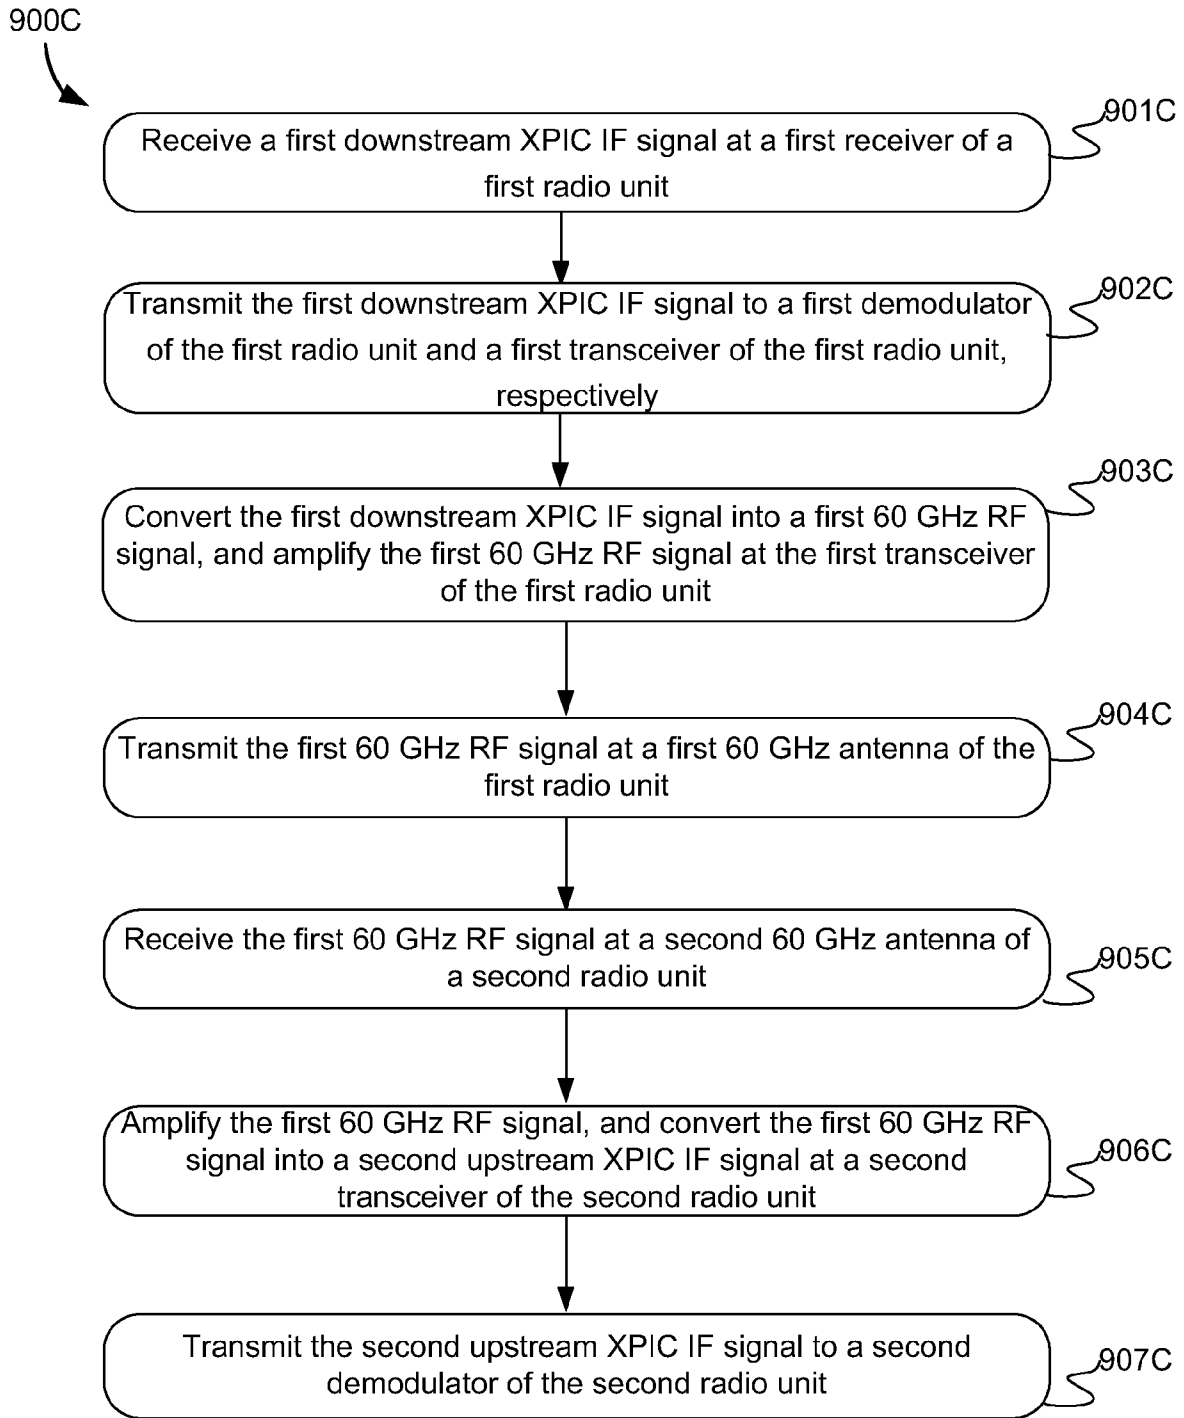 900C
901C
Receive a first downstream XPIC IF signal at a first receiver of a
first radio unit
902C
Transmit the first downstream XPIC IF signal to a first demodulator
of the first radio unit and a first transceiver of the first radio unit,
respectively
903C
Convert the first downstream XPIC IF signal into a first 60 GHz RF
signal, and amplify the first 60 GHz RF signal at the first transceiver
of the first radio unit
904C
Transmit the first 60 GHz RF signal at a first 60 GHz antenna of the
first radio unit
905C
Receive the first 60 GHz RF signal at a second 60 GHz antenna of
a second radio unit
906C
Amplify the first 60 GHz RF signal, and convert the first 60 GHz RF
signal into a second upstream XPIC IF signal at a second
transceiver of the second radio unit
907C
Transmit the second upstream XPIC IF signal to a second
demodulator of the second radio unit